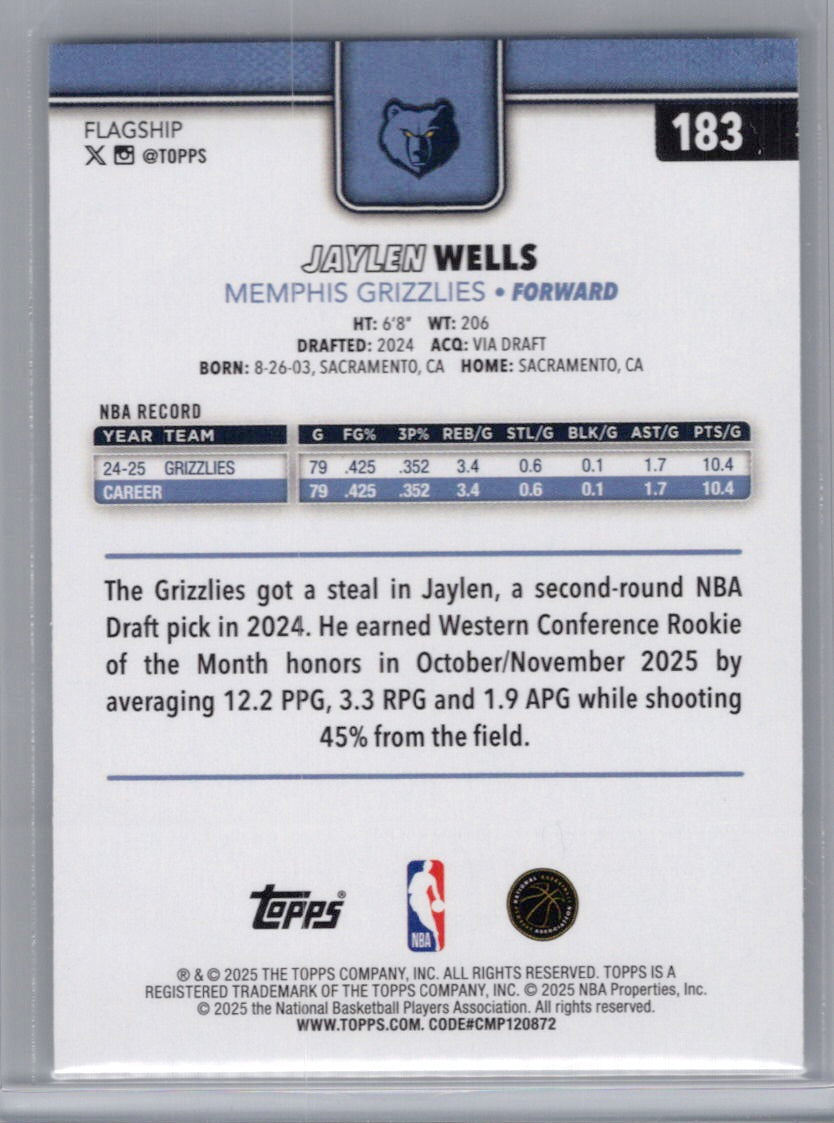 FLAGSHIP
183
X @TOPPS
JAYLEN WELLS
MEMPHIS GRIZZLIES • FORWARD
HT: 6'8" WT: 206
DRAFTED: 2024 ACQ: VIA DRAFT
BORN: 8-26-03, SACRAMENTO, CA HOME: SACRAMENTO, CA
NBA RECORD
YEAR TEAM G FG% 3P% REB/G STL/G BLK/G AST/G PTS/G
24-25 GRIZZLIES 79 .425 .352 3.4 0.6 0.1 1.7 10.4
CAREER 79 .425 .352 3.4 0.6 0.1 1.7 10.4
The Grizzlies got a steal in Jaylen, a second-round NBA
Draft pick in 2024. He earned Western Conference Rookie
of the Month honors in October/November 2025 by
averaging 12.2 PPG, 3.3 RPG and 1.9 APG while shooting
45% from the field.
Topps®
NBA
NATIONAL BASKETBALL PLAYERS ASSOCIATION
® & © 2025 THE TOPPS COMPANY, INC. ALL RIGHTS RESERVED. TOPPS IS A
REGISTERED TRADEMARK OF THE TOPPS COMPANY, INC. © 2025 NBA Properties, Inc.
© 2025 the National Basketball Players Association. All rights reserved.
WWW.TOPPS.COM. CODE#CMP120872